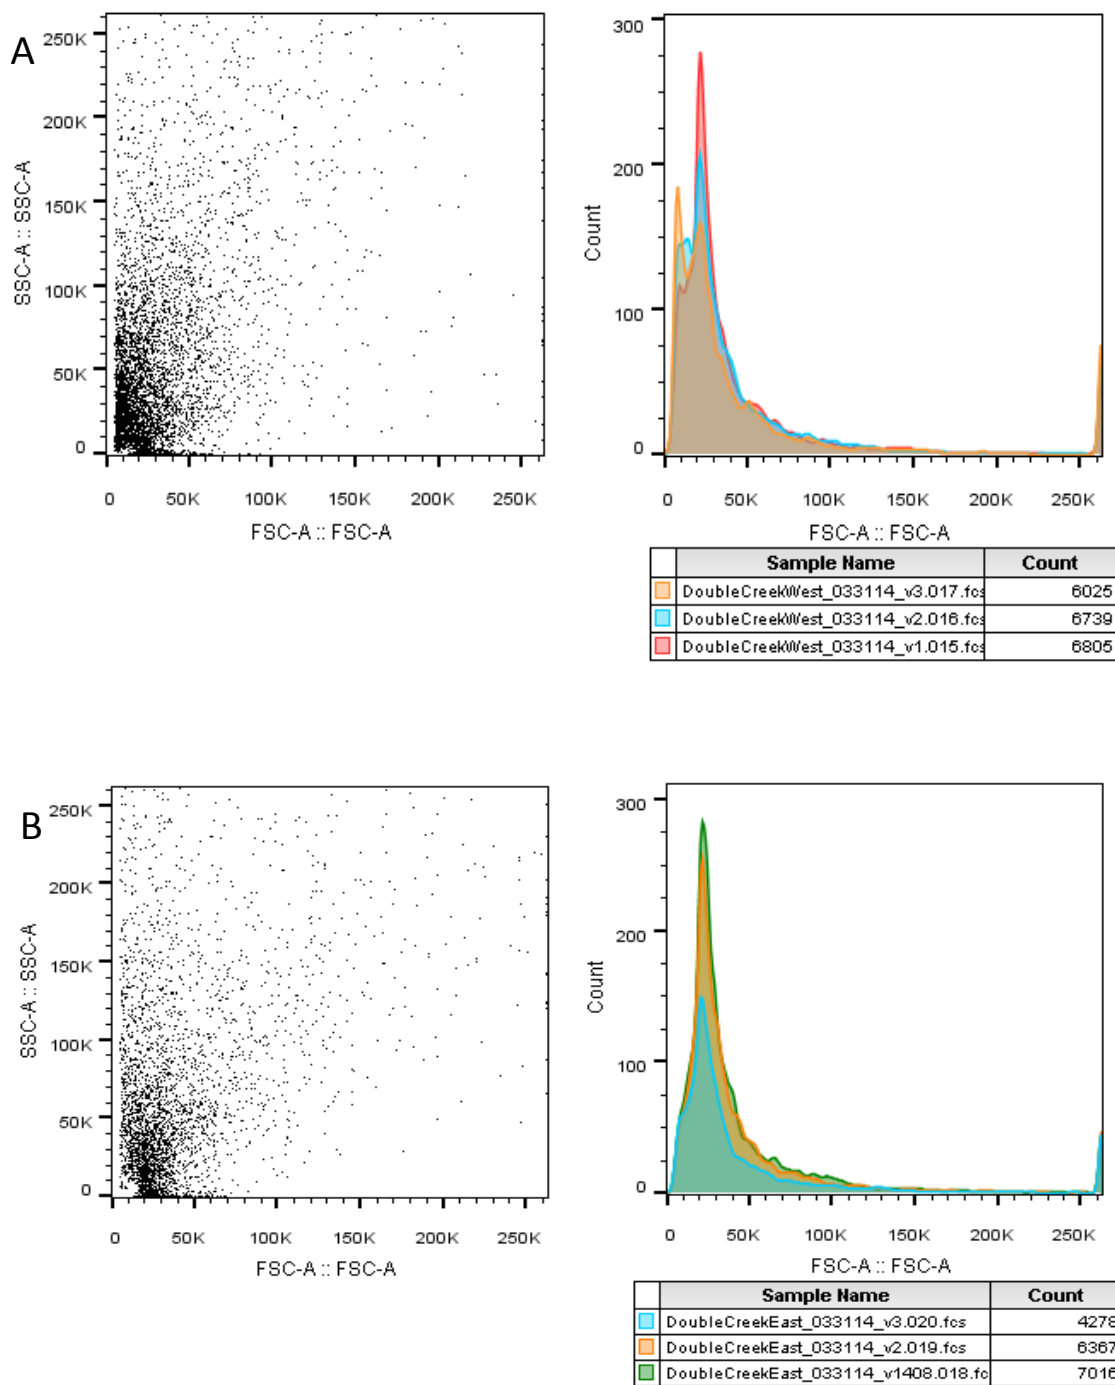 A
250K
200K
150K
100K
50K
0
SSC-A :: SSC-A
0 50K 100K 150K 200K 250K
FSC-A :: FSC-A
300
200
100
0
Count
0 50K 100K 150K 200K 250K
FSC-A :: FSC-A
Sample Name Count
DoubleCreekWest_033114_v3.017.fcs 6025
DoubleCreekWest_033114_v2.016.fcs 6739
DoubleCreekWest_033114_v1.015.fcs 6805
B
250K
200K
150K
100K
50K
0
SSC-A :: SSC-A
0 50K 100K 150K 200K 250K
FSC-A :: FSC-A
300
200
100
0
Count
0 50K 100K 150K 200K 250K
FSC-A :: FSC-A
Sample Name Count
DoubleCreekEast_033114_v3.020.fcs 4278
DoubleCreekEast_033114_v2.019.fcs 6367
DoubleCreekEast_033114_v1408.018.fc 7016